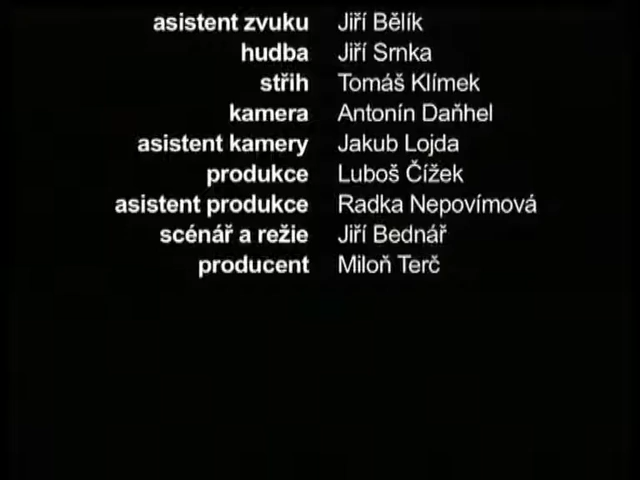 asistent zvuku Jiří Bělík
hudba Jiří Srnka
střih Tomáš Klímek
kamera Antonín Daňhel
asistent kamery Jakub Lojda
produkce Luboš Čížek
asistent produkce Radka Nepovímová
scénář a režie Jiří Bednář
producent Miloň Terč